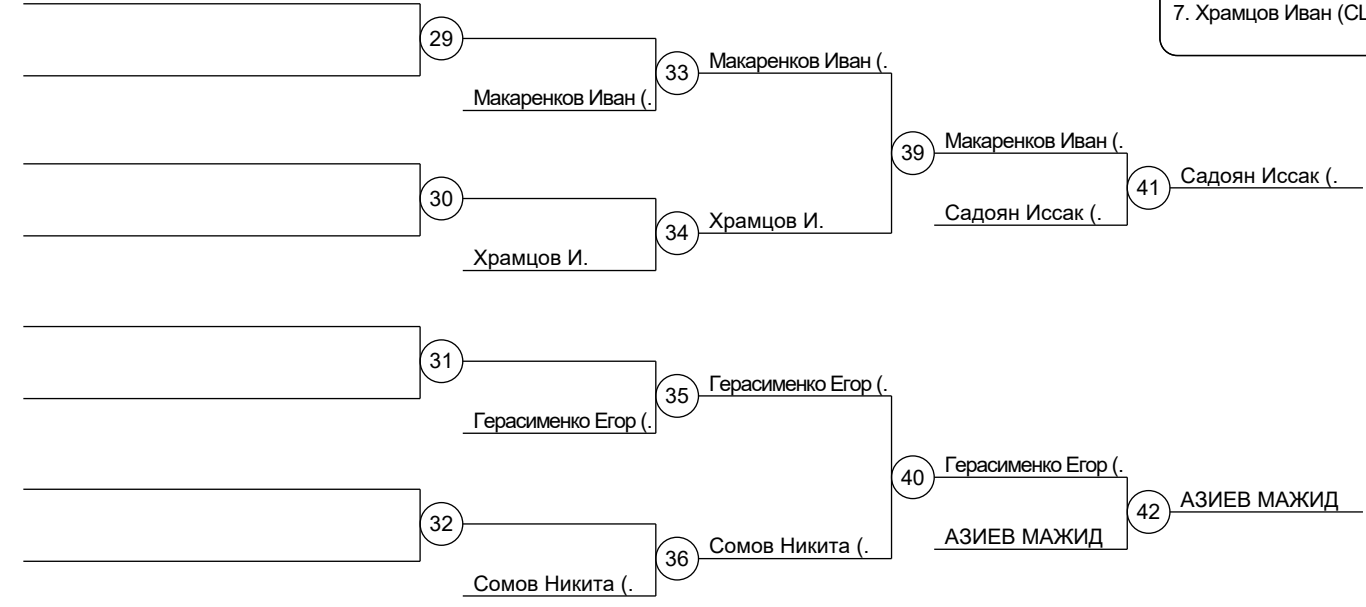 7. Храмцов Иван (СШ
29
Макаренков Иван (.
33
Макаренков Иван (.
Макаренков Иван (.
39
Садоян Иссак (.
41
Садоян Иссак (.
30
Храмцов И.
34
Храмцов И.
31
Герасименко Егор (.
35
Герасименко Егор (.
Герасименко Егор (.
40
АЗИЕВ МАЖИД
42
АЗИЕВ МАЖИД
32
Сомов Никита (.
36
Сомов Никита (.